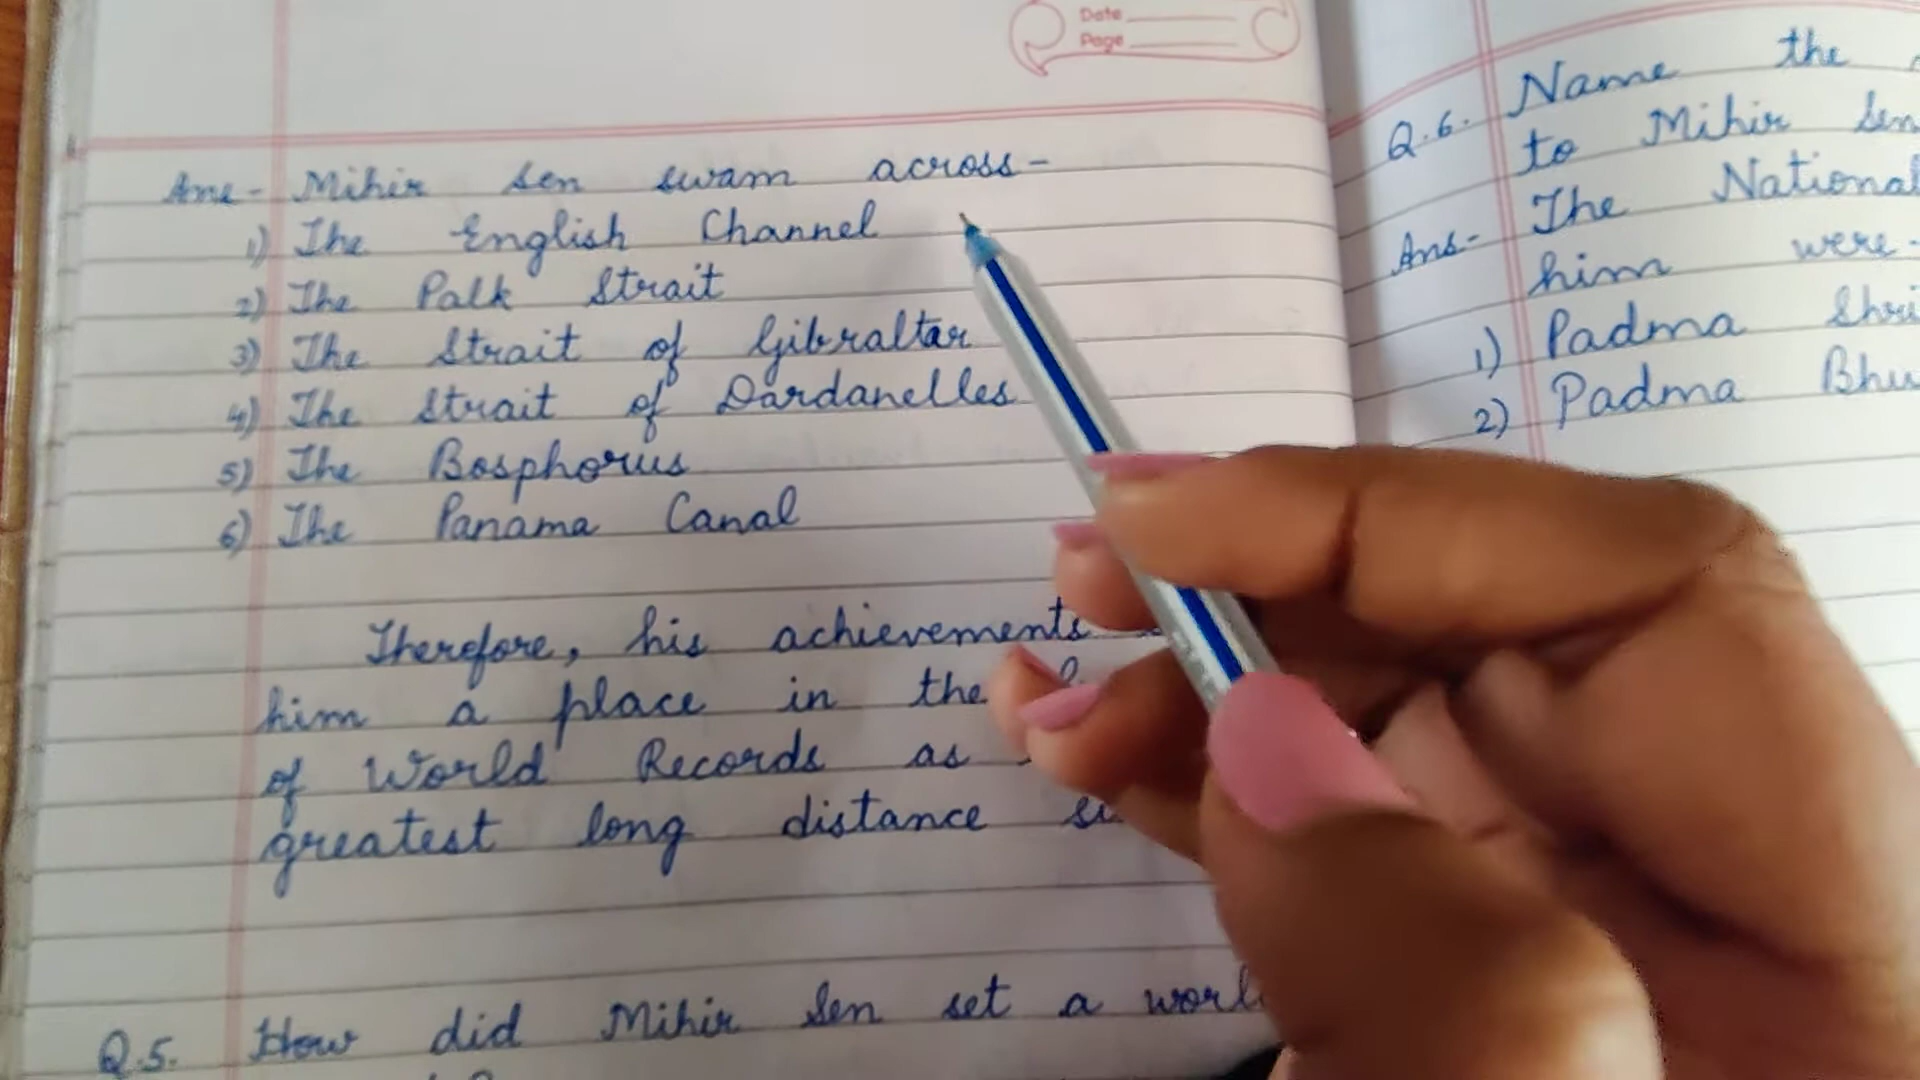 Date
Page
Ans- Mihir Sen swam across-
1) The English Channel
2) The Palk Strait
3) The Strait of Gibraltar
4) The Strait of Dardanelles
5) The Bosphorus
6) The Panama Canal
Therefore, his achievements
him a place in the
of World Records as
greatest long distance
Q.5. How did Mihir Sen set a
Q.6. Name the
to Mihir Sen
Ans- The National
him were-
1) Padma Shri
2) Padma